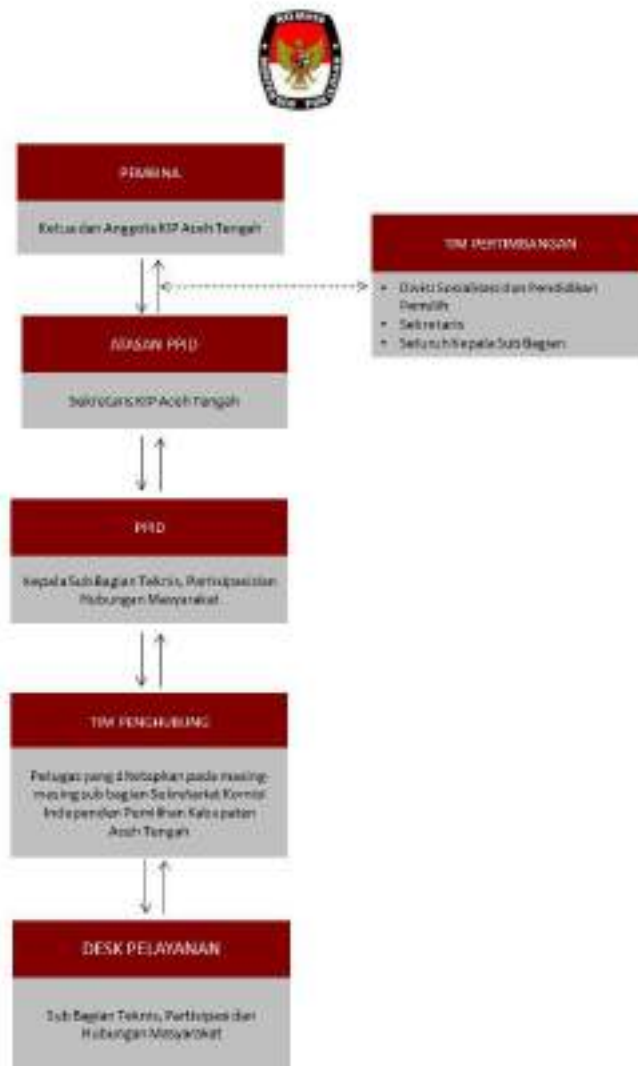 KOMISI
INDEPENDEN PEMILIHAN
PEMBINA
Ketua dan Anggota KIP Aceh Tengah
TIM PERTIMBANGAN
• Divisi Sosialisasi dan Pendidikan
Pemilih
• Sekretaris
• Seluruh Kepala Sub Bagian
ATASAN PPID
Sekretaris KIP Aceh Tengah
PPID
Kepala Sub Bagian Teknis, Partisipasi dan
Hubungan Masyarakat
TIM PENGHUBUNG
Petugas yang ditetapkan pada masing-
masing sub bagian Sekretariat Komisi
Independen Pemilihan Kabupaten
Aceh Tengah
DESK PELAYANAN
Sub Bagian Teknis, Partisipasi dan
Hubungan Masyarakat